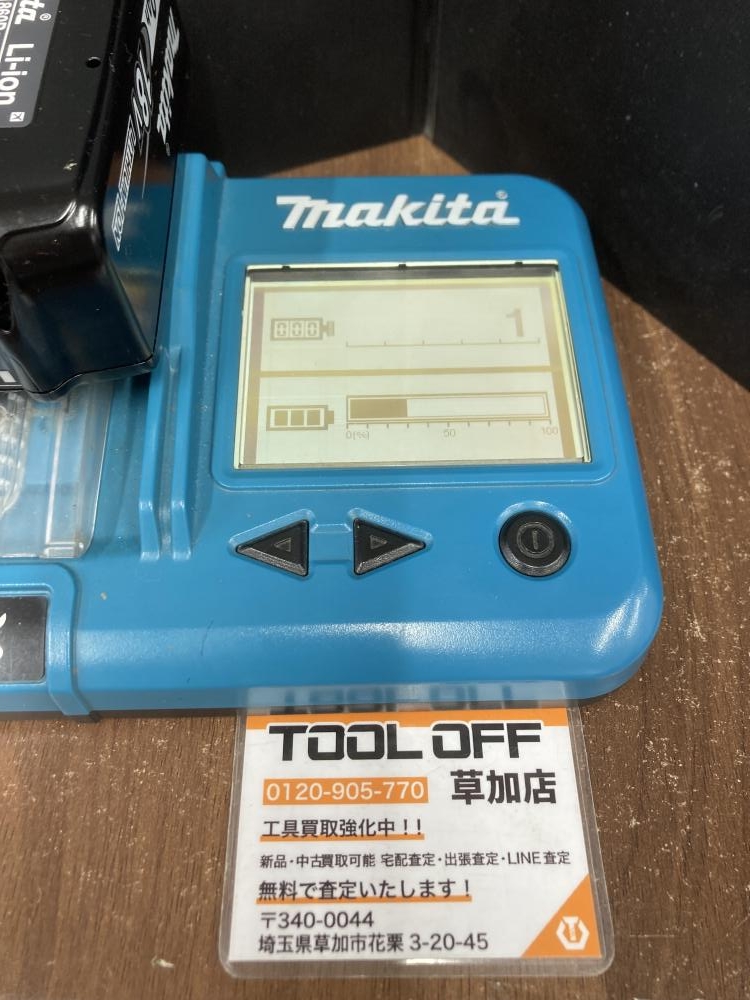 Li-ion
18V
makita
makita
1
0(%) 50 100
TOOL OFF
0120-905-770 草加店
工具買取強化中！！
新品・中古買取可能 宅配査定・出張査定・LINE査定
無料で査定いたします！
〒340-0044
埼玉県草加市花栗 3-20-45